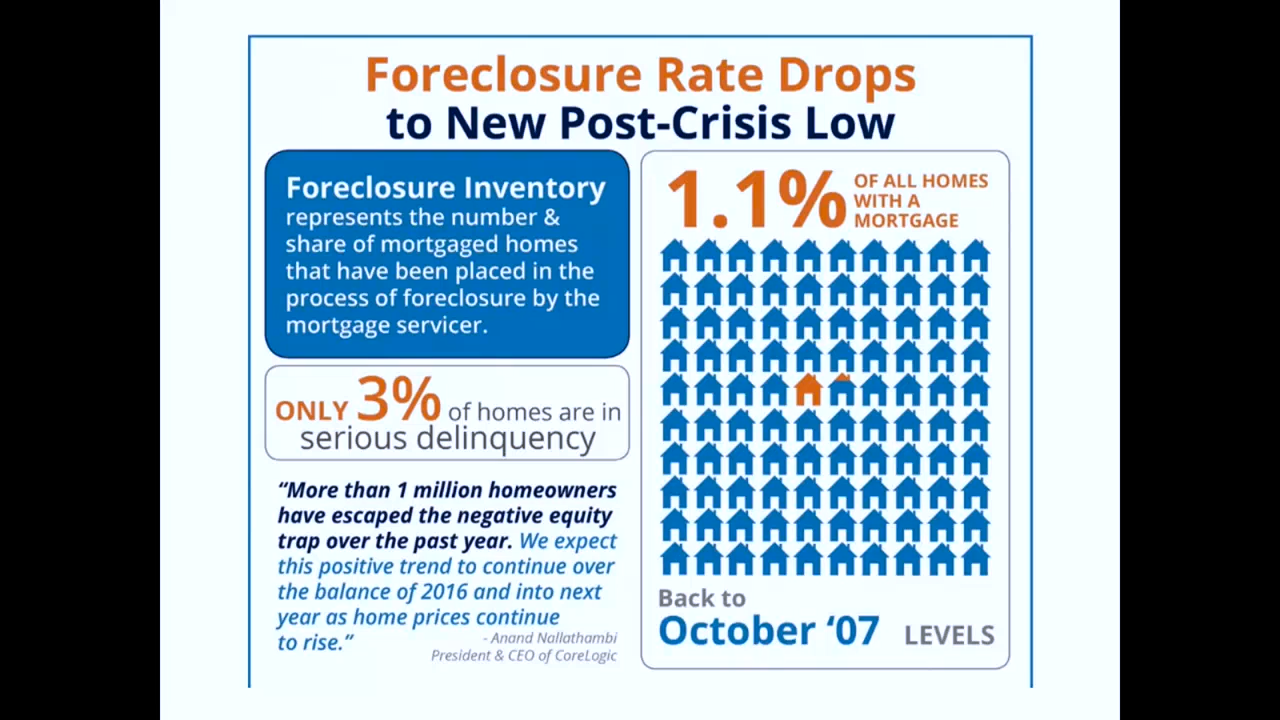 Foreclosure Rate Drops
to New Post-Crisis Low
Foreclosure Inventory
represents the number &
share of mortgaged homes
that have been placed in the
process of foreclosure by the
mortgage servicer.
ONLY 3% of homes are in
serious delinquency
“More than 1 million homeowners
have escaped the negative equity
trap over the past year. We expect
this positive trend to continue over
the balance of 2016 and into next
year as home prices continue
to rise.”
- Anand Nallathambi
President & CEO of CoreLogic
1.1%
OF ALL HOMES
WITH A
MORTGAGE
Back to
October ‘07 LEVELS